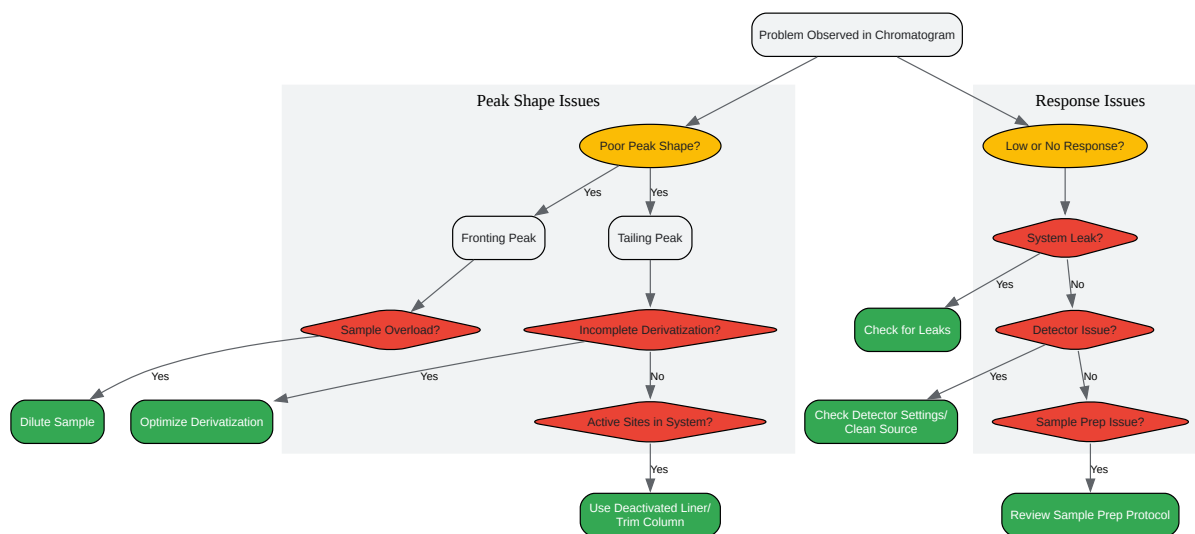 Problem Observed in Chromatogram
Peak Shape Issues
Response Issues
Poor Peak Shape?
Low or No Response?
Yes
Yes
Fronting Peak
Tailing Peak
System Leak?
Yes
No
Sample Overload?
Incomplete Derivatization?
Check for Leaks
Detector Issue?
Yes
Yes
No
Yes
No
Dilute Sample
Optimize Derivatization
Active Sites in System?
Check Detector Settings/
Clean Source
Sample Prep Issue?
Yes
Yes
Use Deactivated Liner/
Trim Column
Review Sample Prep Protocol